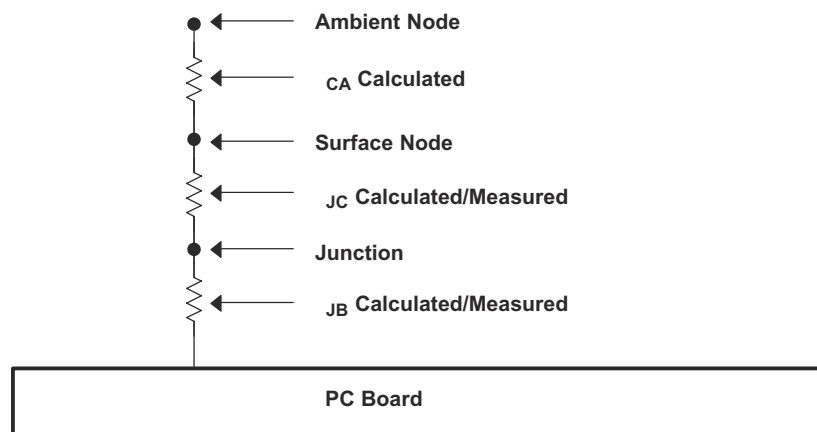 Ambient Node
CA Calculated
Surface Node
JC Calculated/Measured
Junction
JB Calculated/Measured
PC Board